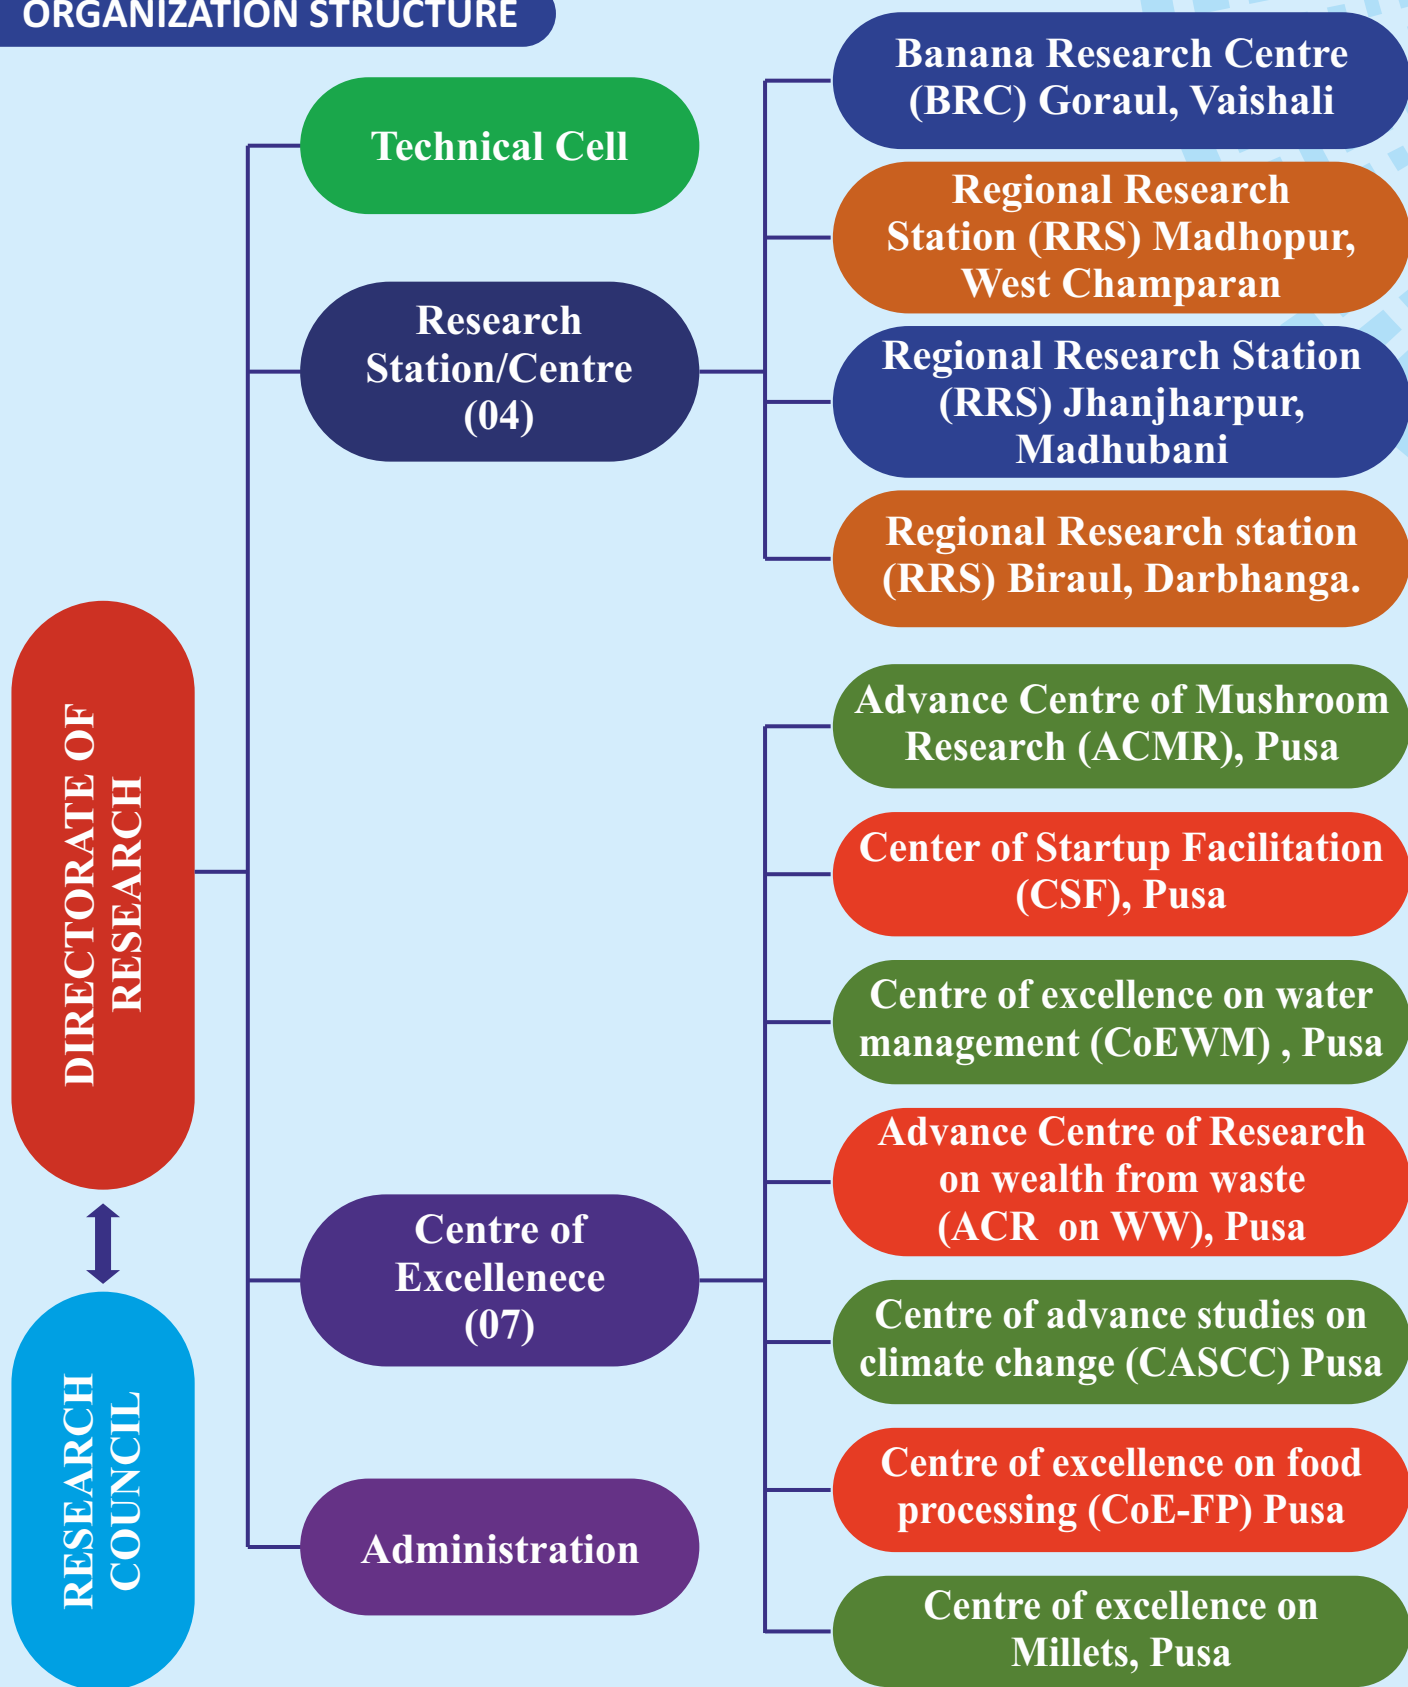 ORGANIZATION STRUCTURE
DIRECTORATE OF
RESEARCH
RESEARCH
COUNCIL
Technical Cell
Research
Station/Centre
(04)
Centre of
Excellenece
(07)
Administration
Banana Research Centre
(BRC) Goraul, Vaishali
Regional Research
Station (RRS) Madhopur,
West Champaran
Regional Research Station
(RRS) Jhanjharpur,
Madhubani
Regional Research station
(RRS) Biraul, Darbhanga.
Advance Centre of Mushroom
Research (ACMR), Pusa
Center of Startup Facilitation
(CSF), Pusa
Centre of excellence on water
management (CoEWM) , Pusa
Advance Centre of Research
on wealth from waste
(ACR  on WW), Pusa
Centre of advance studies on
climate change (CASCC) Pusa
Centre of excellence on food
processing (CoE-FP) Pusa
Centre of excellence on
Millets, Pusa